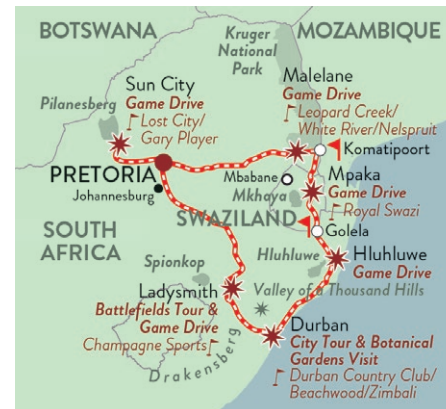 BOTSWANA
MOZAMBIQUE
Kruger
National
Park
Sun City
Game Drive
Lost City/
Gary Player
Pilanesberg
Malelane
Game Drive
Leopard Creek/
White River/Nelspruit
Komatipoort
PRETORIA
Johannesburg
Mbabane
Mkhaya
Mpaka
Game Drive
Royal Swazi
SWAZILAND
Golela
SOUTH
AFRICA
Hluhluwe
Hluhluwe
Game Drive
Spionkop
Ladysmith
Battlefields Tour &
Game Drive
Champagne Sports
Valley of a Thousand Hills
Drakensberg
Durban
City Tour & Botanical
Gardens Visit
Durban Country Club/
Beachwood/Zimbali